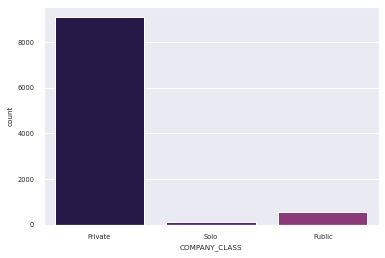 8000
6000
4000
2000
0
count
Private
Solo
Public
COMPANY_CLASS